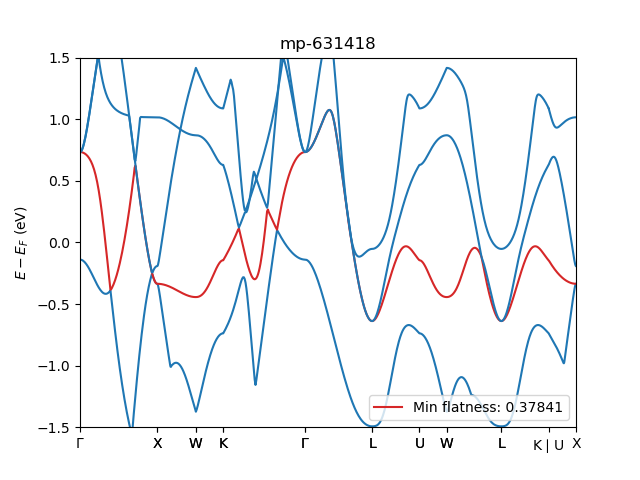 mp-631418
E − E_F (eV)
1.5
1.0
0.5
0.0
−0.5
−1.0
−1.5
Min flatness: 0.37841
Γ X W K Γ L U W L K | U X